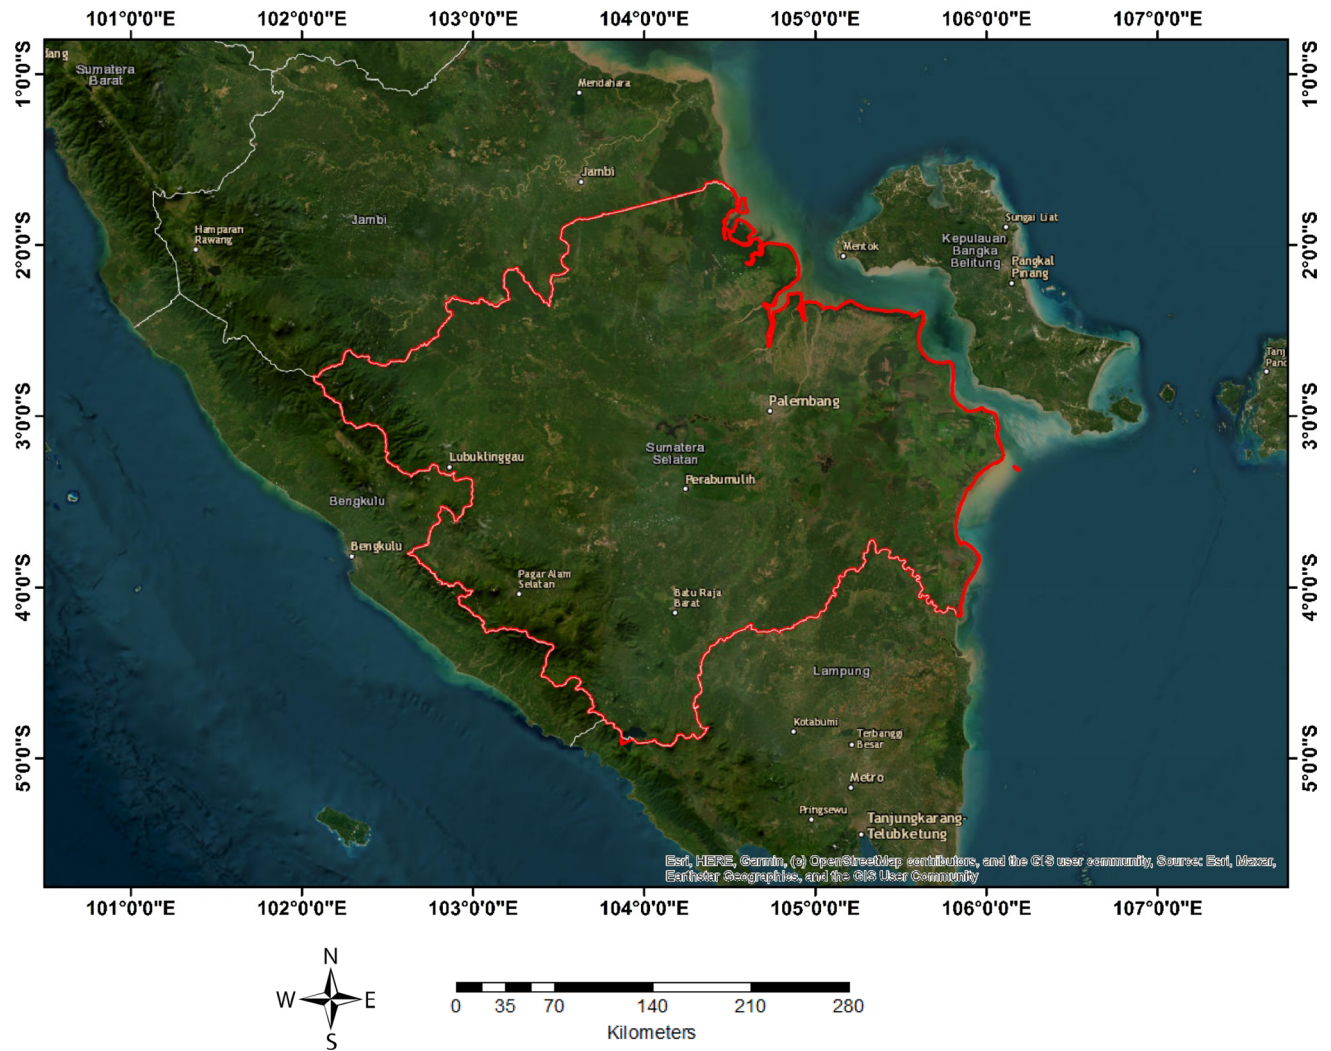 101°0'0"E 102°0'0"E 103°0'0"E 104°0'0"E 105°0'0"E 106°0'0"E 107°0'0"E
1°0'0"S
2°0'0"S
3°0'0"S
4°0'0"S
5°0'0"S
1°0'0"S
2°0'0"S
3°0'0"S
4°0'0"S
5°0'0"S
Sumatera
Barat
Mendahara
Jambi
Jambi
Hamparan
Rawang
Mentok
Sungai Liat
Kepulauan
Bangka
Belitung
Pangkal
Pinang
Palembang
Sumatera
Selatan
Lubuklinggau
Perabumulih
Bengkulu
Bengkulu
Pagar Alam
Selatan
Batu Raja
Barat
Lampung
Kotabumi
Terbanggi
Besar
Metro
Pringsewu
Tanjungkarang-
Telubketung
Esri, HERE, Garmin, (c) OpenStreetMap contributors, and the GIS user community, Source: Esri, Maxar,
Earthstar Geographics, and the GIS User Community
101°0'0"E 102°0'0"E 103°0'0"E 104°0'0"E 105°0'0"E 106°0'0"E 107°0'0"E
N
W E
S
0 35 70 140 210 280
Kilometers